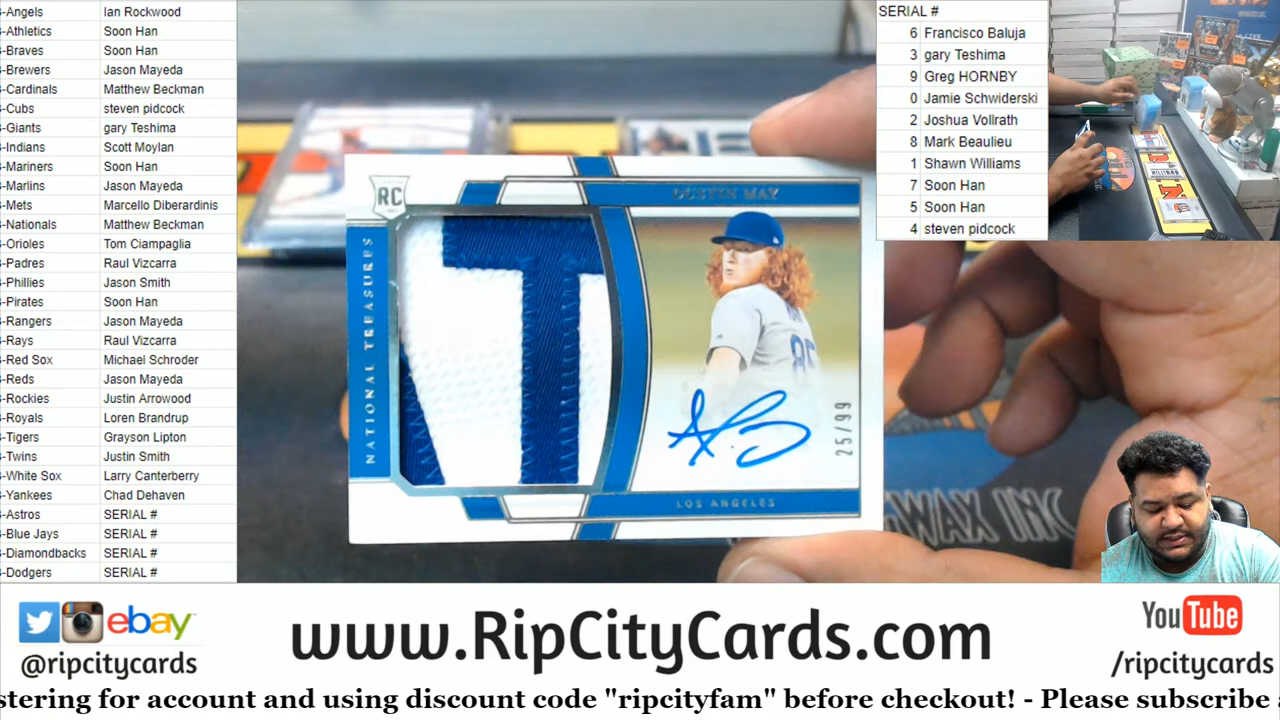 -Angels Ian Rockwood
-Athletics Soon Han
-Braves Soon Han
-Brewers Jason Mayeda
-Cardinals Matthew Beckman
-Cubs steven pidcock
-Giants gary Teshima
-Indians Scott Moylan
-Mariners Soon Han
-Marlins Jason Mayeda
-Mets Marcello Diberardinis
-Nationals Matthew Beckman
-Orioles Tom Ciampaglia
-Padres Raul Vizcarra
-Phillies Jason Smith
-Pirates Soon Han
-Rangers Jason Mayeda
-Rays Raul Vizcarra
-Red Sox Michael Schroder
-Reds Jason Mayeda
-Rockies Justin Arrowood
-Royals Loren Brandrup
-Tigers Grayson Lipton
-Twins Justin Smith
-White Sox Larry Canterberry
-Yankees Chad Dehaven
-Astros SERIAL #
-Blue Jays SERIAL #
-Diamondbacks SERIAL #
-Dodgers SERIAL #
SERIAL #
6 Francisco Baluja
3 gary Teshima
9 Greg HORNBY
0 Jamie Schwiderski
2 Joshua Vollrath
8 Mark Beaulieu
1 Shawn Williams
7 Soon Han
5 Soon Han
4 steven pidcock
RC
DUSTIN MAY
NATIONAL TREASURES
85
25/99
LOS ANGELES
WAX INC
ebay
@ripcitycards
www.RipCityCards.com
YouTube
/ripcitycards
stering for account and using discount code "ripcityfam" before checkout! - Please subscribe